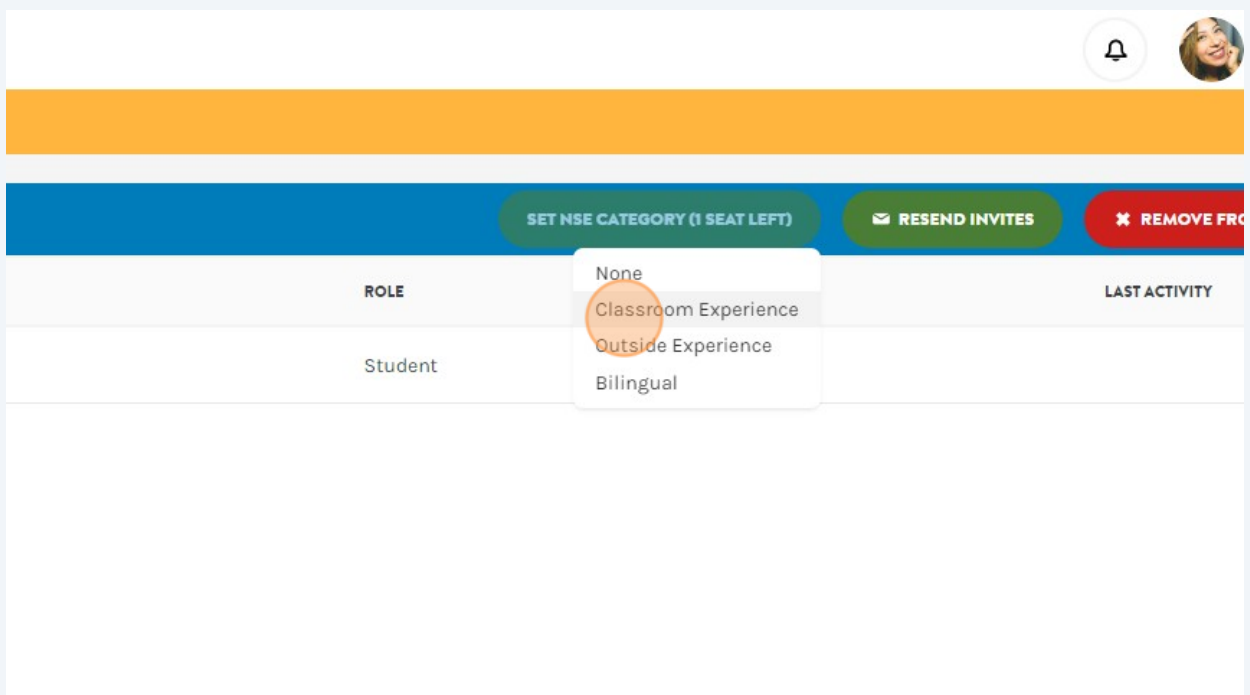 SET NSE CATEGORY (1 SEAT LEFT)
RESEND INVITES
REMOVE FRO
None
Classroom Experience
Outside Experience
Bilingual
ROLE
LAST ACTIVITY
Student